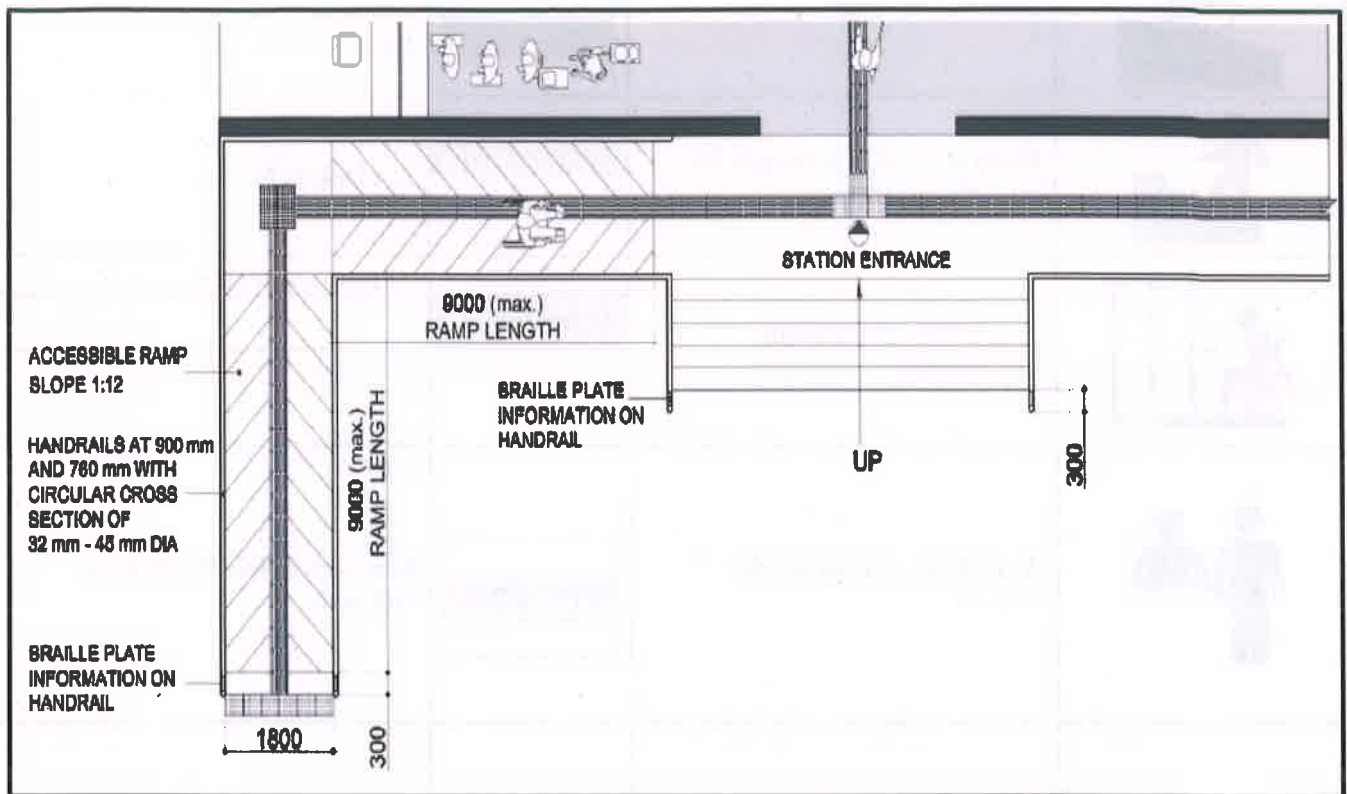 STATION ENTRANCE
9000 (max.)
RAMP LENGTH
ACCESSIBLE RAMP
SLOPE 1:12
BRAILLE PLATE
INFORMATION ON
HANDRAIL
UP
300
HANDRAILS AT 900 mm
AND 760 mm WITH
CIRCULAR CROSS
SECTION OF
32 mm - 45 mm DIA
9000 (max.)
RAMP LENGTH
BRAILLE PLATE
INFORMATION ON
HANDRAIL
1800
300